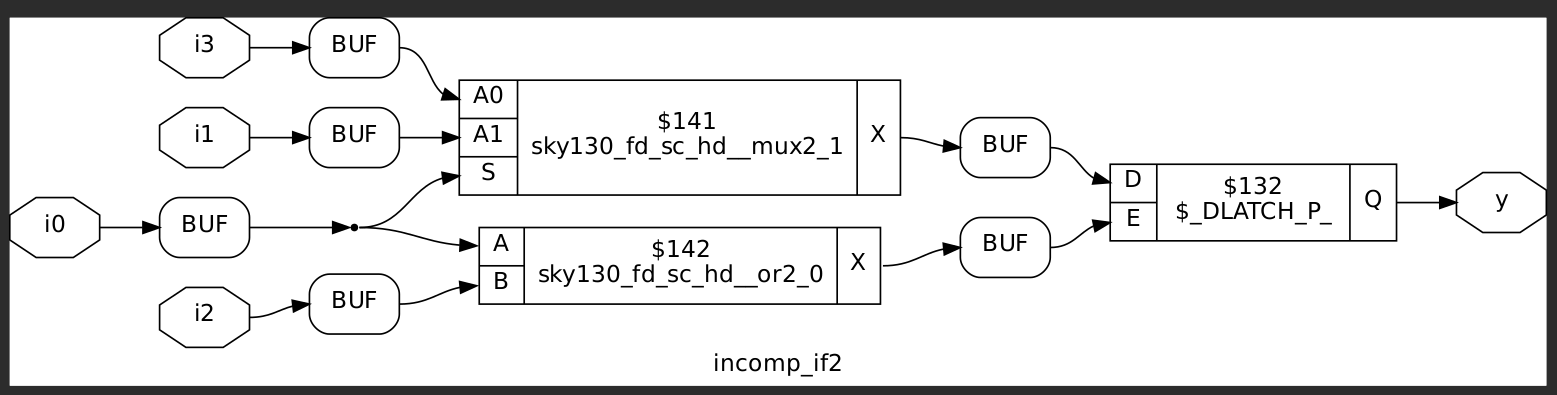 i3
BUF
i1
BUF
A0
A1
S
$141
sky130_fd_sc_hd__mux2_1
X
BUF
i0
BUF
i2
BUF
A
B
$142
sky130_fd_sc_hd__or2_0
X
BUF
D
E
$132
$_DLATCH_P_
Q
y
incomp_if2